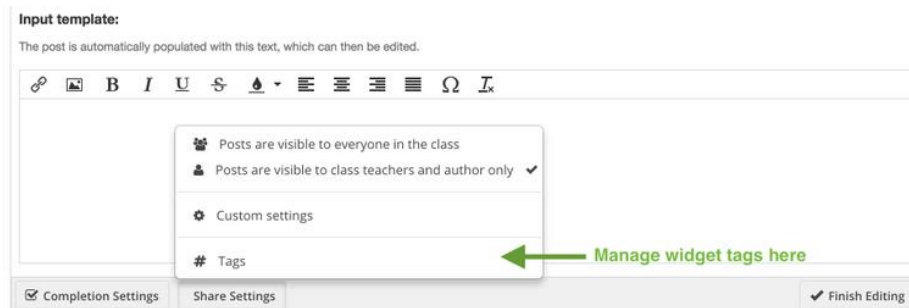 Input template:
The post is automatically populated with this text, which can then be edited.
B I U S Ω Ix
Posts are visible to everyone in the class
Posts are visible to class teachers and author only
Custom settings
# Tags
Manage widget tags here
Completion Settings Share Settings Finish Editing